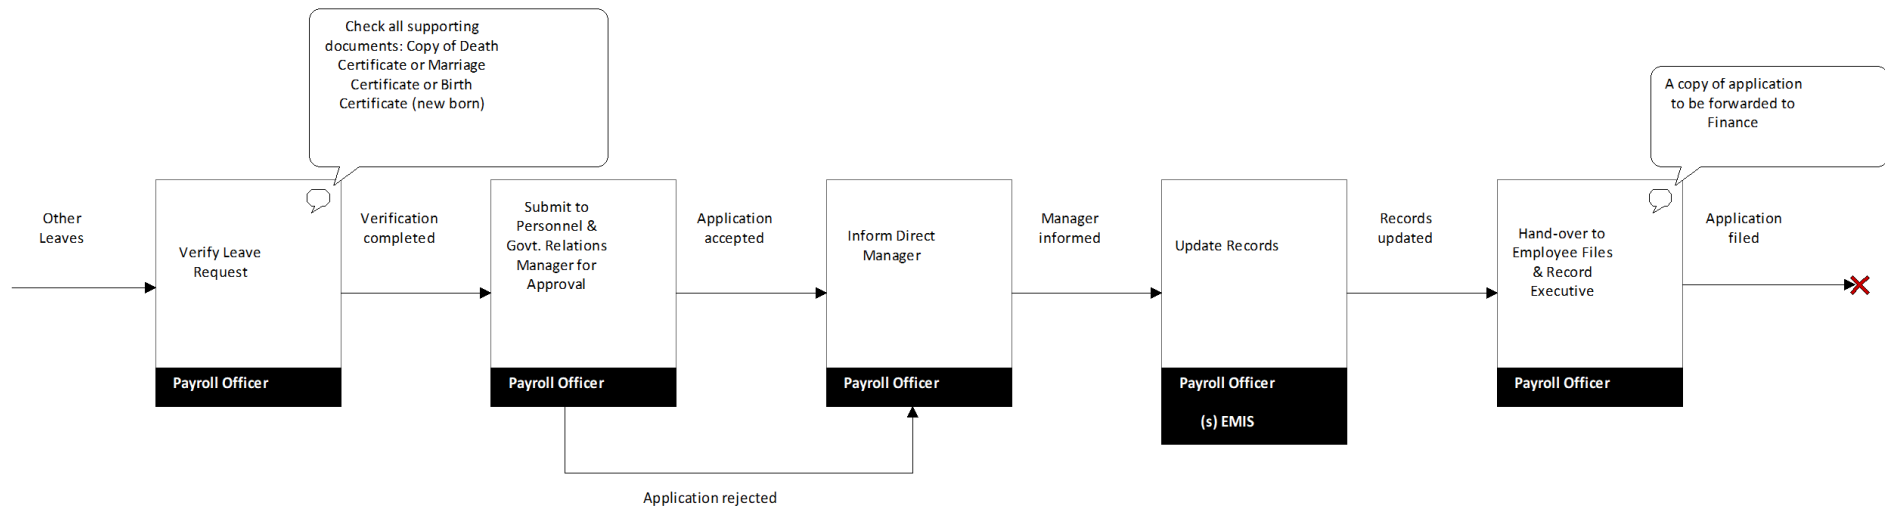 Check all supporting
documents: Copy of Death
Certificate or Marriage
Certificate or Birth
Certificate (new born)
A copy of application
to be forwarded to
Finance
Other
Leaves
Verify Leave
Request
Payroll Officer
Verification
completed
Submit to
Personnel &
Govt. Relations
Manager for
Approval
Payroll Officer
Application
accepted
Inform Direct
Manager
Payroll Officer
Manager
informed
Update Records
Payroll Officer
(s) EMIS
Records
updated
Hand-over to
Employee Files
& Record
Executive
Payroll Officer
Application
filed
Application rejected